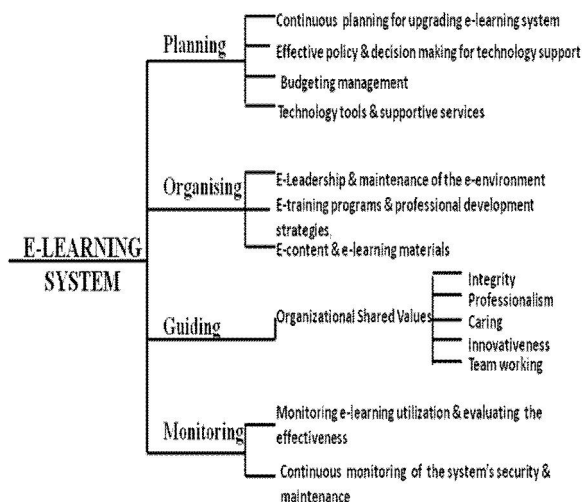 Planning
Continuous planning for upgrading e-learning system
Effective policy & decision making for technology support
Budgeting management
Technology tools & supportive services
Organising
E-Leadership & maintenance of the e-environment
E-training programs & professional development
strategies.
E-content & e-learning materials
E-LEARNING
SYSTEM
Guiding
Organizational Shared Values
Integrity
Professionalism
Caring
Innovativeness
Team working
Monitoring
Monitoring e-learning utilization & evaluating the
effectiveness
Continuous monitoring of the system's security &
maintenance